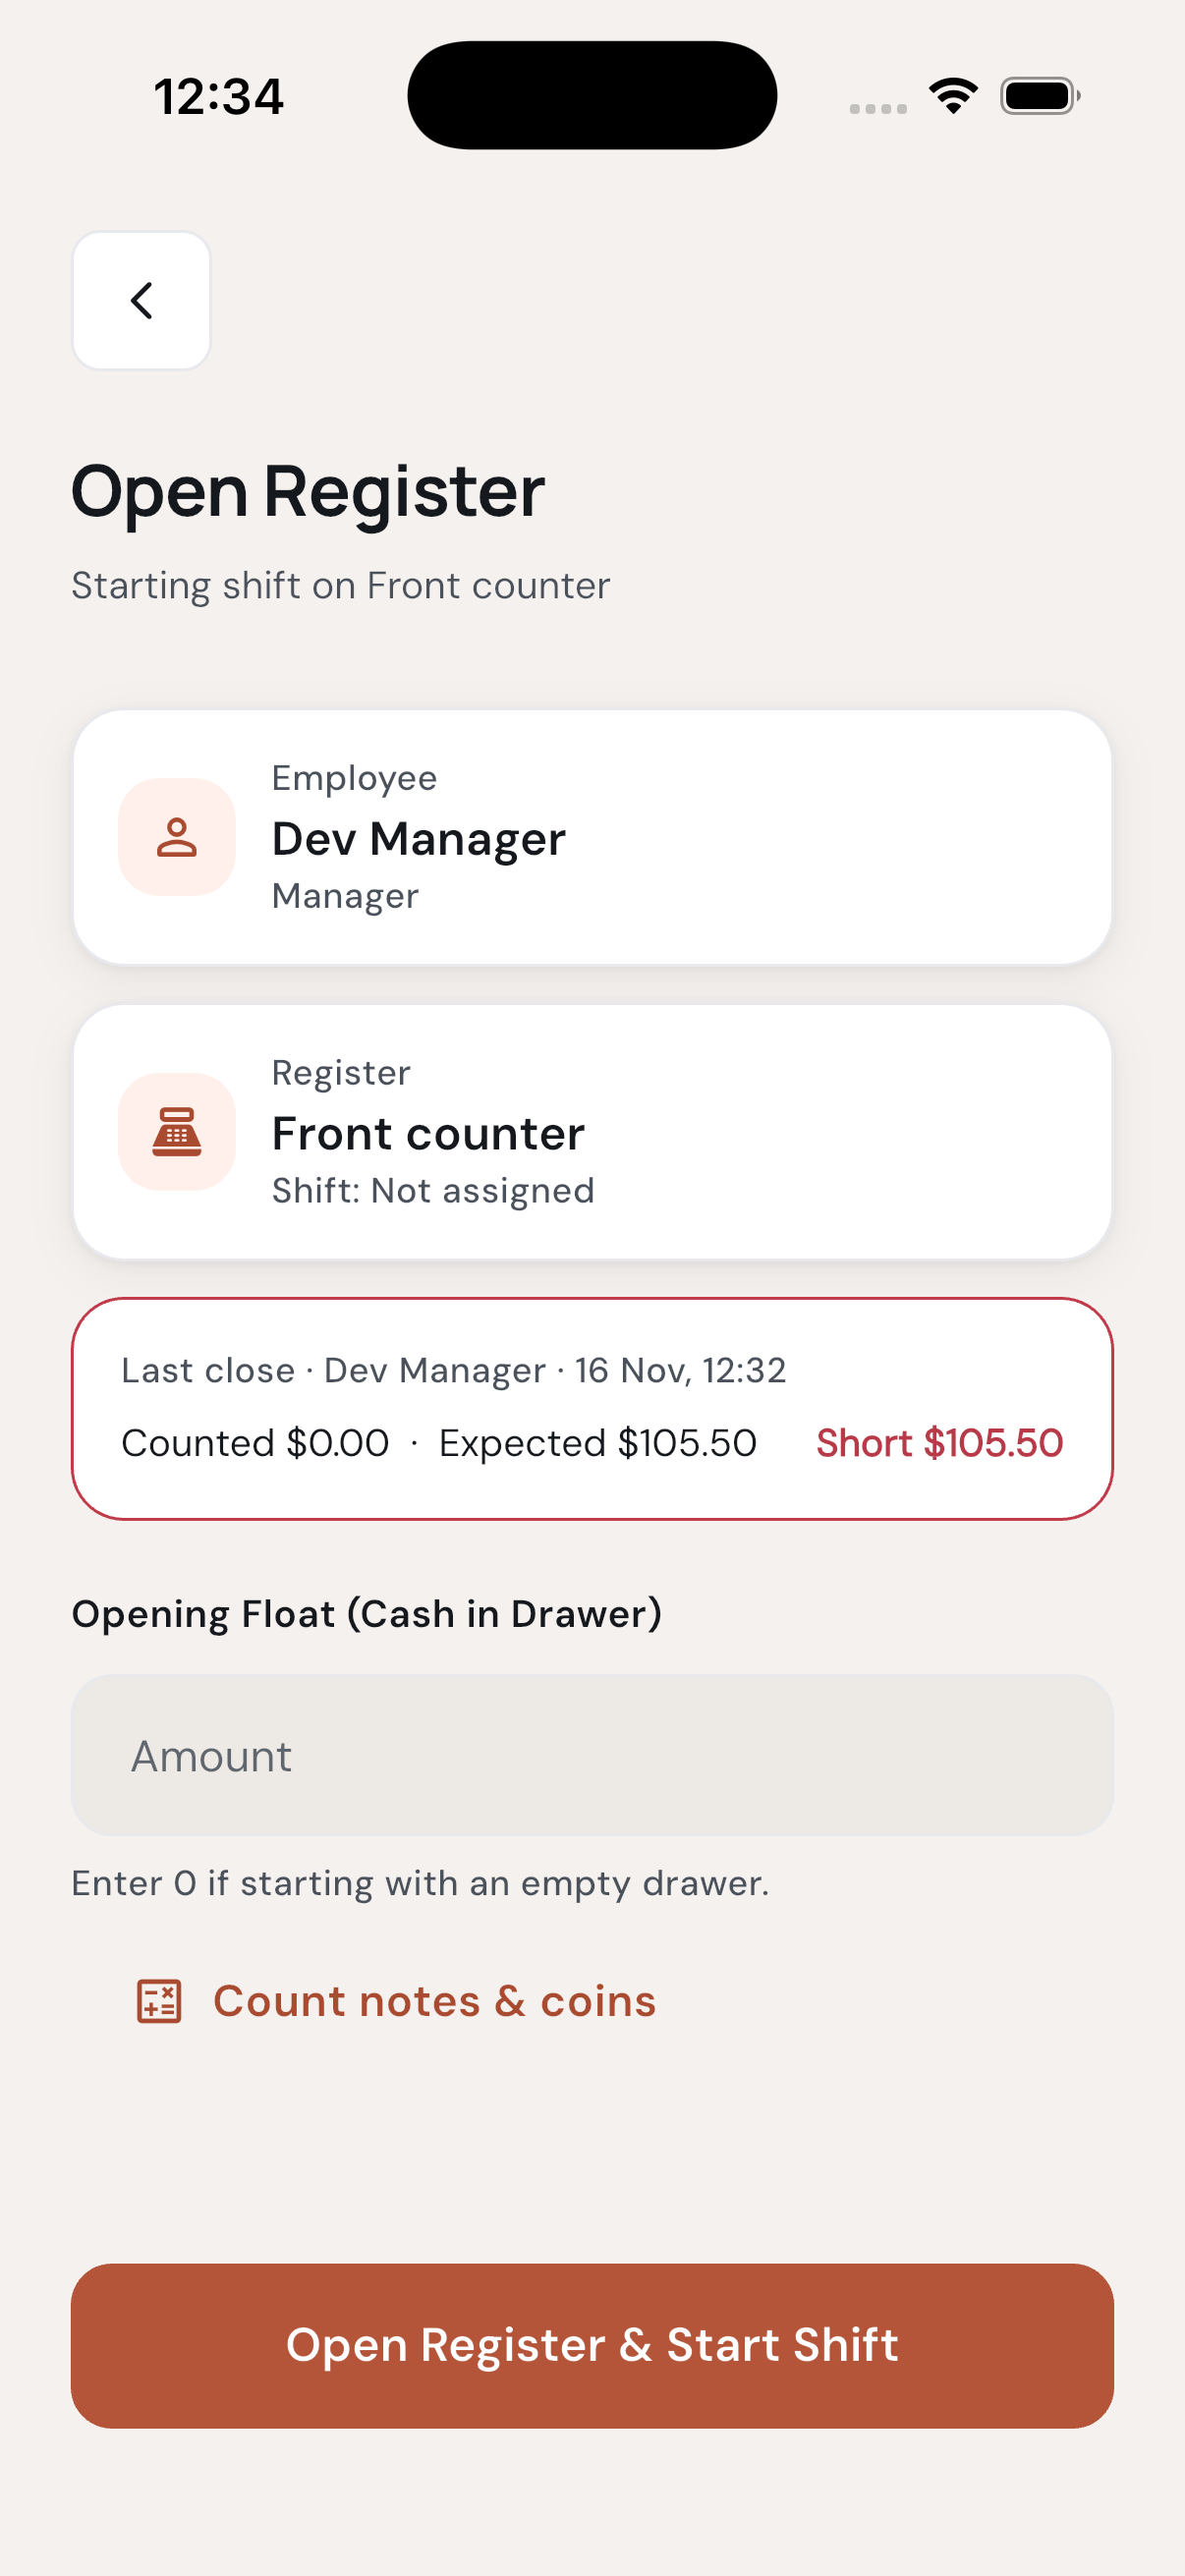 12:34
Open Register
Starting shift on Front counter
Employee
Dev Manager
Manager
Register
Front counter
Shift: Not assigned
Last close · Dev Manager · 16 Nov, 12:32
Counted $0.00 · Expected $105.50 Short $105.50
Opening Float (Cash in Drawer)
Amount
Enter 0 if starting with an empty drawer.
Count notes & coins
Open Register & Start Shift